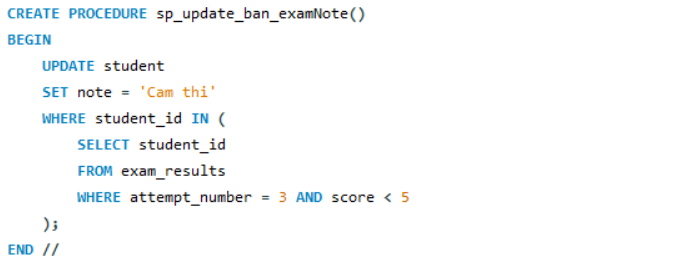 CREATE PROCEDURE sp_update_ban_examNote()
BEGIN
    UPDATE student
    SET note = 'Cam thi'
    WHERE student_id IN (
        SELECT student_id
        FROM exam_results
        WHERE attempt_number = 3 AND score < 5
    );
END //